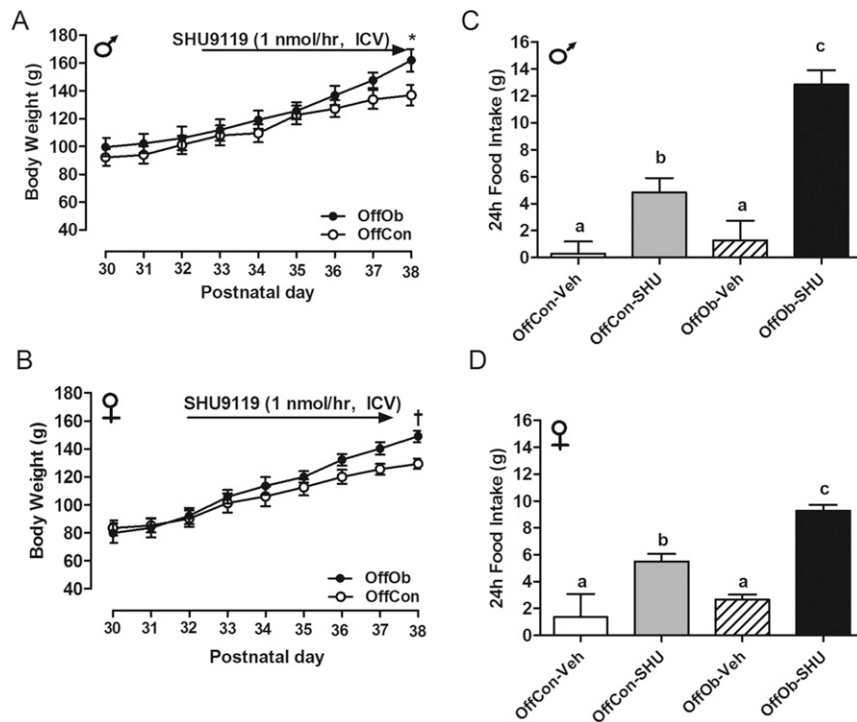 A
SHU9119 (1 nmol/hr, ICV)
*
Body Weight (g)
180
160
140
120
100
80
60
40
OffOb
OffCon
30 31 32 33 34 35 36 37 38
Postnatal day
C
24h Food Intake (g)
16
14
12
10
8
6
4
2
0
a
b
a
c
OffCon-Veh
OffCon-SHU
OffOb-Veh
OffOb-SHU
B
SHU9119 (1 nmol/hr, ICV)
†
Body Weight (g)
180
160
140
120
100
80
60
40
OffOb
OffCon
30 31 32 33 34 35 36 37 38
Postnatal day
D
24h Food Intake (g)
16
14
12
10
8
6
4
2
0
a
b
a
c
OffCon-Veh
OffCon-SHU
OffOb-Veh
OffOb-SHU